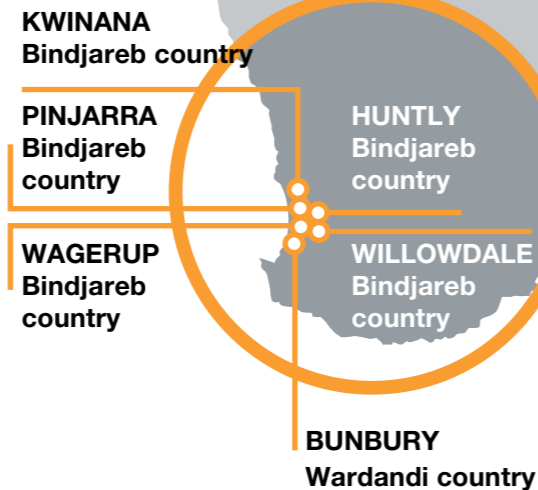 KWINANA
Bindjareb country
PINJARRA
Bindjareb
country
HUNTLY
Bindjareb
country
WAGERUP
Bindjareb
country
WILLOWDALE
Bindjareb
country
BUNBURY
Wardandi country